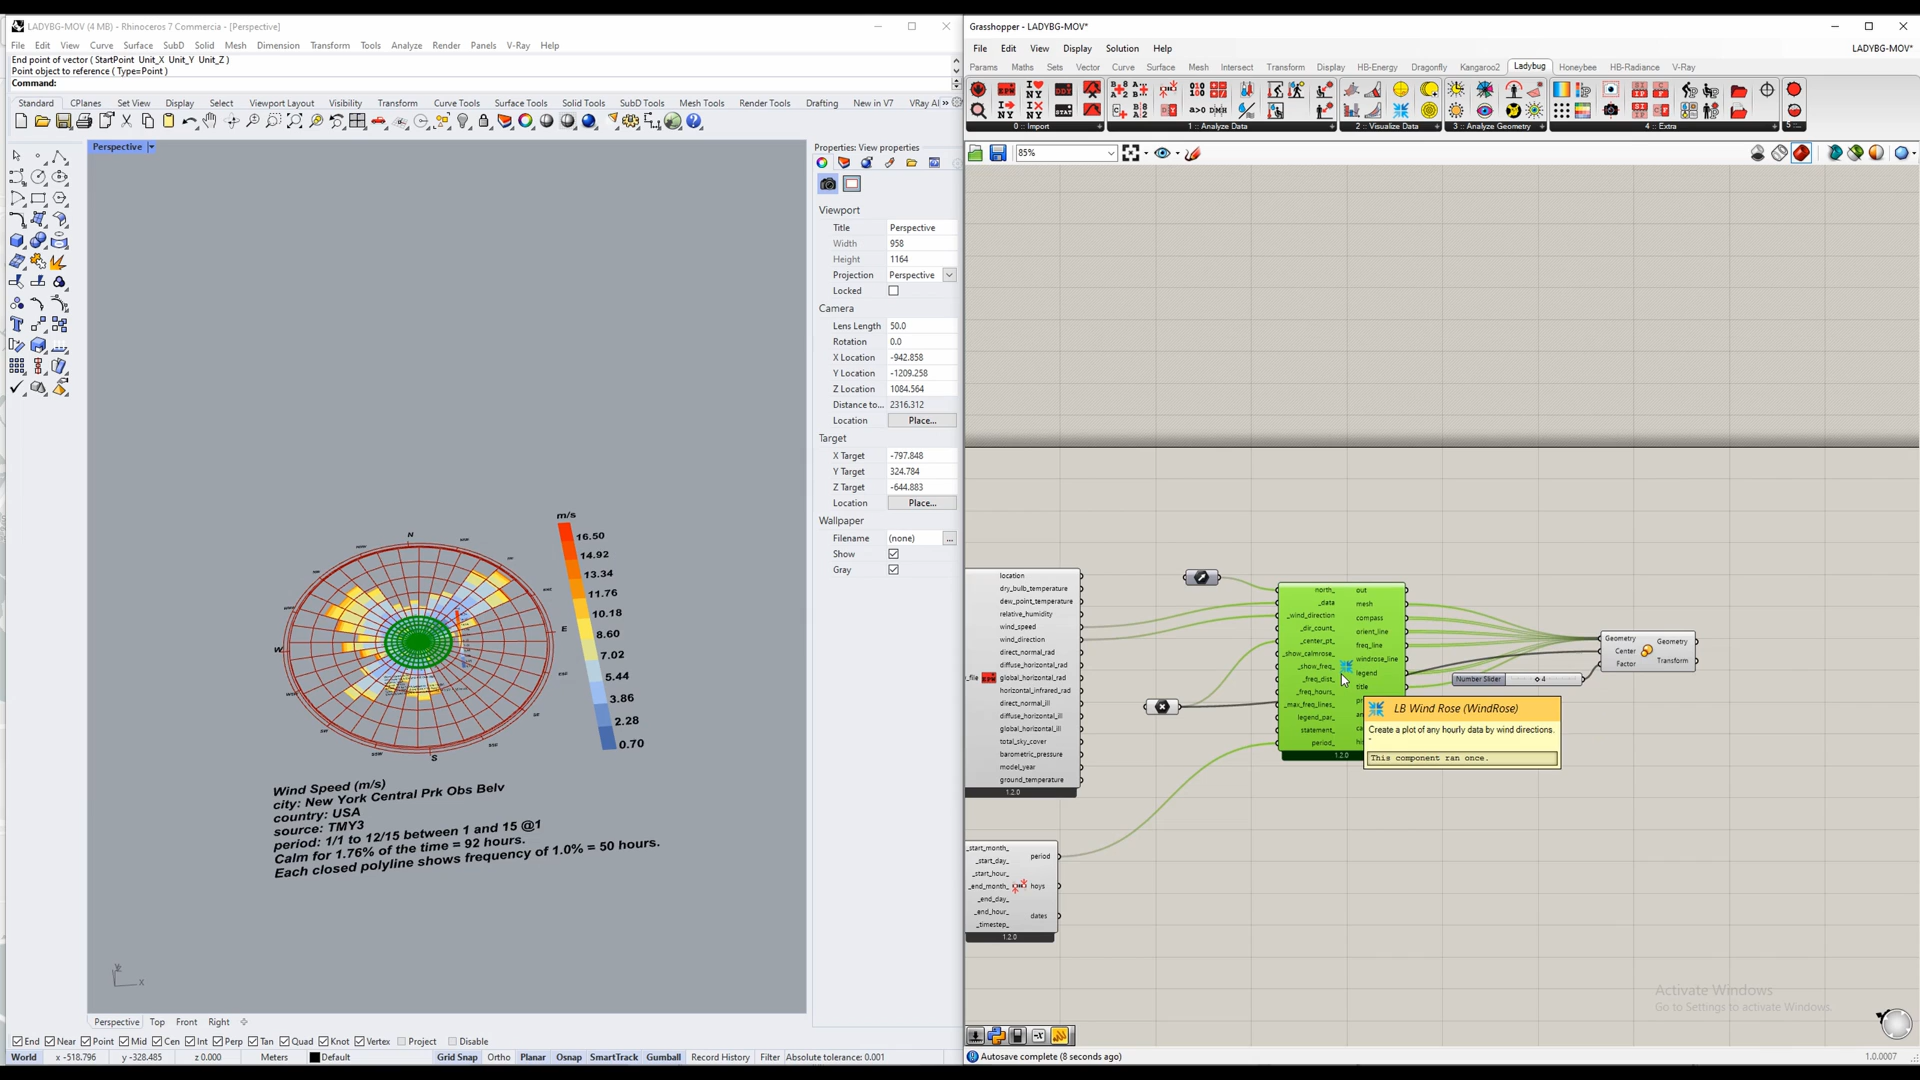 LADYBG-MOV (4 MB) - Rhinoceros 7 Commercia - [Perspective]
File Edit View Curve Surface SubD Solid Mesh Dimension Transform Tools Analyze Render Panels V-Ray Help
End point of vector ( StartPoint Unit_X Unit_Y Unit_Z )
Point object to reference ( Type=Point )
Command:
Standard CPlanes Set View Display Select Viewport Layout Visibility Transform Curve Tools Surface Tools Solid Tools SubD Tools Mesh Tools Render Tools Drafting New in V7 VRay Al »
Perspective
Properties: View properties
Viewport
Title Perspective
Width 958
Height 1164
Projection Perspective
Locked
Camera
Lens Length 50.0
Rotation 0.0
X Location -942.858
Y Location -1209.258
Z Location 1084.564
Distance to... 2316.312
Location Place...
Target
X Target -797.848
Y Target 324.784
Z Target -644.883
Location Place...
Wallpaper
Filename (none) ...
Show
Gray
m/s
16.50
14.92
13.34
11.76
10.18
8.60
7.02
5.44
3.86
2.28
0.70
N
E
S
W
Wind Speed (m/s)
city: New York Central Prk Obs Belv
country: USA
source: TMY3
period: 1/1 to 12/15 between 1 and 15 @1
Calm for 1.76% of the time = 92 hours.
Each closed polyline shows frequency of 1.0% = 50 hours.
x
Perspective Top Front Right
End Near Point Mid Cen Int Perp Tan Quad Knot Vertex Project Disable
World x -518.796 y -328.485 z 0.000 Meters Default Grid Snap Ortho Planar Osnap SmartTrack Gumball Record History Filter Absolute tolerance: 0.001
Grasshopper - LADYBG-MOV*
File Edit View Display Solution Help LADYBG-MOV*
Params Maths Sets Vector Curve Surface Mesh Intersect Transform Display HB-Energy Dragonfly Kangaroo2 Ladybug Honeybee HB-Radiance V-Ray
0 :: Import 1 :: Analyze Data 2 :: Visualize Data 3 :: Analyze Geometry 4 :: Extra 5 ::
85%
location
dry_bulb_temperature
dew_point_temperature
relative_humidity
wind_speed
wind_direction
direct_normal_rad
diffuse_horizontal_rad
_file EPW global_horizontal_rad
horizontal_infrared_rad
direct_normal_ill
diffuse_horizontal_ill
global_horizontal_ill
total_sky_cover
barometric_pressure
model_year
ground_temperature
1.2.0
_start_month_
_start_day_
_start_hour_
_end_month_
_end_day_
_end_hour_
_timestep_
period
hoys
dates
1.2.0
north_
_data
_wind_direction
_dir_count_
_center_pt_
_show_calmrose_
_show_freq_
_freq_dist_
_freq_hours_
_max_freq_lines_
legend_par_
statement_
period_
out
mesh
compass
orient_line
freq_line
windrose_line
legend
title
1.2.0
LB Wind Rose (WindRose)
Create a plot of any hourly data by wind directions.
-
This component ran once.
Number Slider 4
Geometry
Center
Factor
Geometry
Transform
Activate Windows
Go to Settings to activate Windows.
Autosave complete (8 seconds ago)
1.0.0007